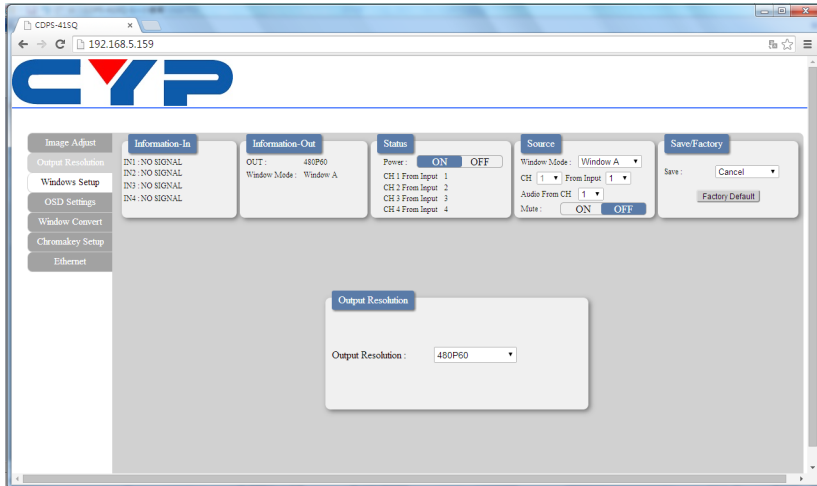 CDPS-41SQ
192.168.5.159
CYP
Image Adjust
Output Resolution
Windows Setup
OSD Settings
Window Convert
Chromakey Setup
Ethernet
Information-In
IN1 : NO SIGNAL
IN2 : NO SIGNAL
IN3 : NO SIGNAL
IN4 : NO SIGNAL
Information-Out
OUT : 480P60
Window Mode : Window A
Status
Power : ON OFF
CH 1 From Input 1
CH 2 From Input 2
CH 3 From Input 3
CH 4 From Input 4
Source
Window Mode : Window A
CH 1 From Input 1
Audio From CH 1
Mute : ON OFF
Save/Factory
Save : Cancel
Factory Default
Output Resolution
Output Resolution : 480P60